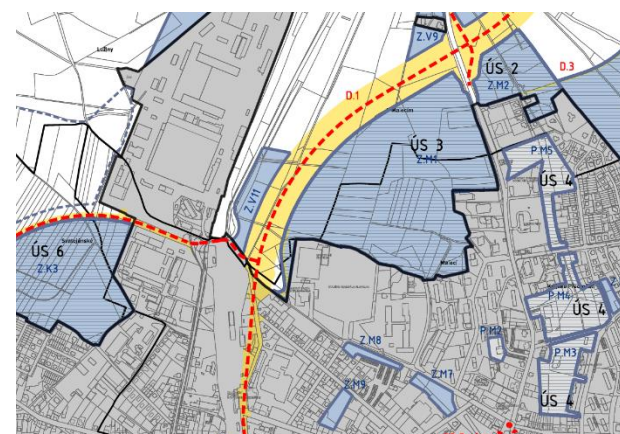 Z.V9
ÚS 2
Z.M2
D.3
D.1
ÚS 3
Z.M1
P.M5
ÚS 4
Z.V11
ÚS 6
Z.K3
P.M4
ÚS 4
P.M2
Z.M8
P.M3
Z.M7
Z.M9
ÚS 4